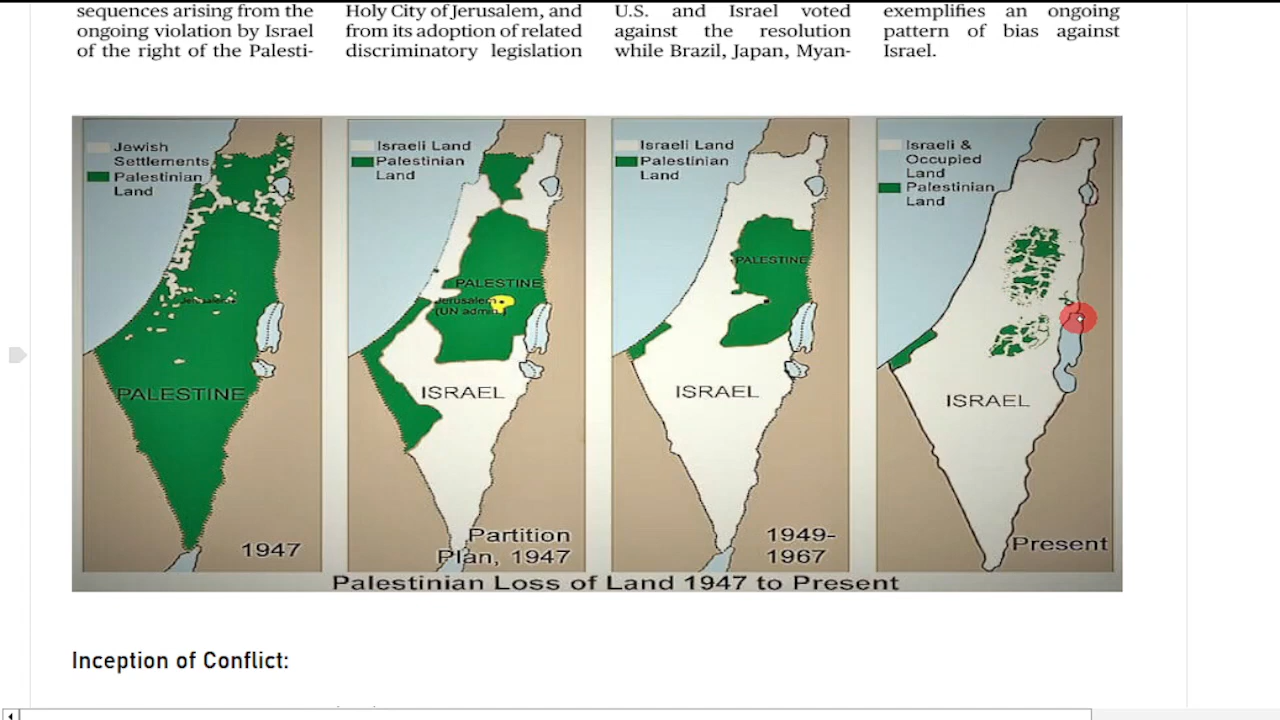 sequences arising from the
ongoing violation by Israel
of the right of the Palesti-
Holy City of Jerusalem, and
from its adoption of related
discriminatory legislation
U.S. and Israel voted
against the resolution
while Brazil, Japan, Myan-
exemplifies an ongoing
pattern of bias against
Israel.
Jewish
Settlements
Palestinian
Land
Jerusalem
PALESTINE
1947
Israeli Land
Palestinian
Land
PALESTINE
Jerusalem
(UN admin.)
ISRAEL
Partition
Plan, 1947
Israeli Land
Palestinian
Land
PALESTINE
ISRAEL
1949-
1967
Israeli &
Occupied
Land
Palestinian
Land
ISRAEL
Present
Palestinian Loss of Land 1947 to Present
Inception of Conflict: